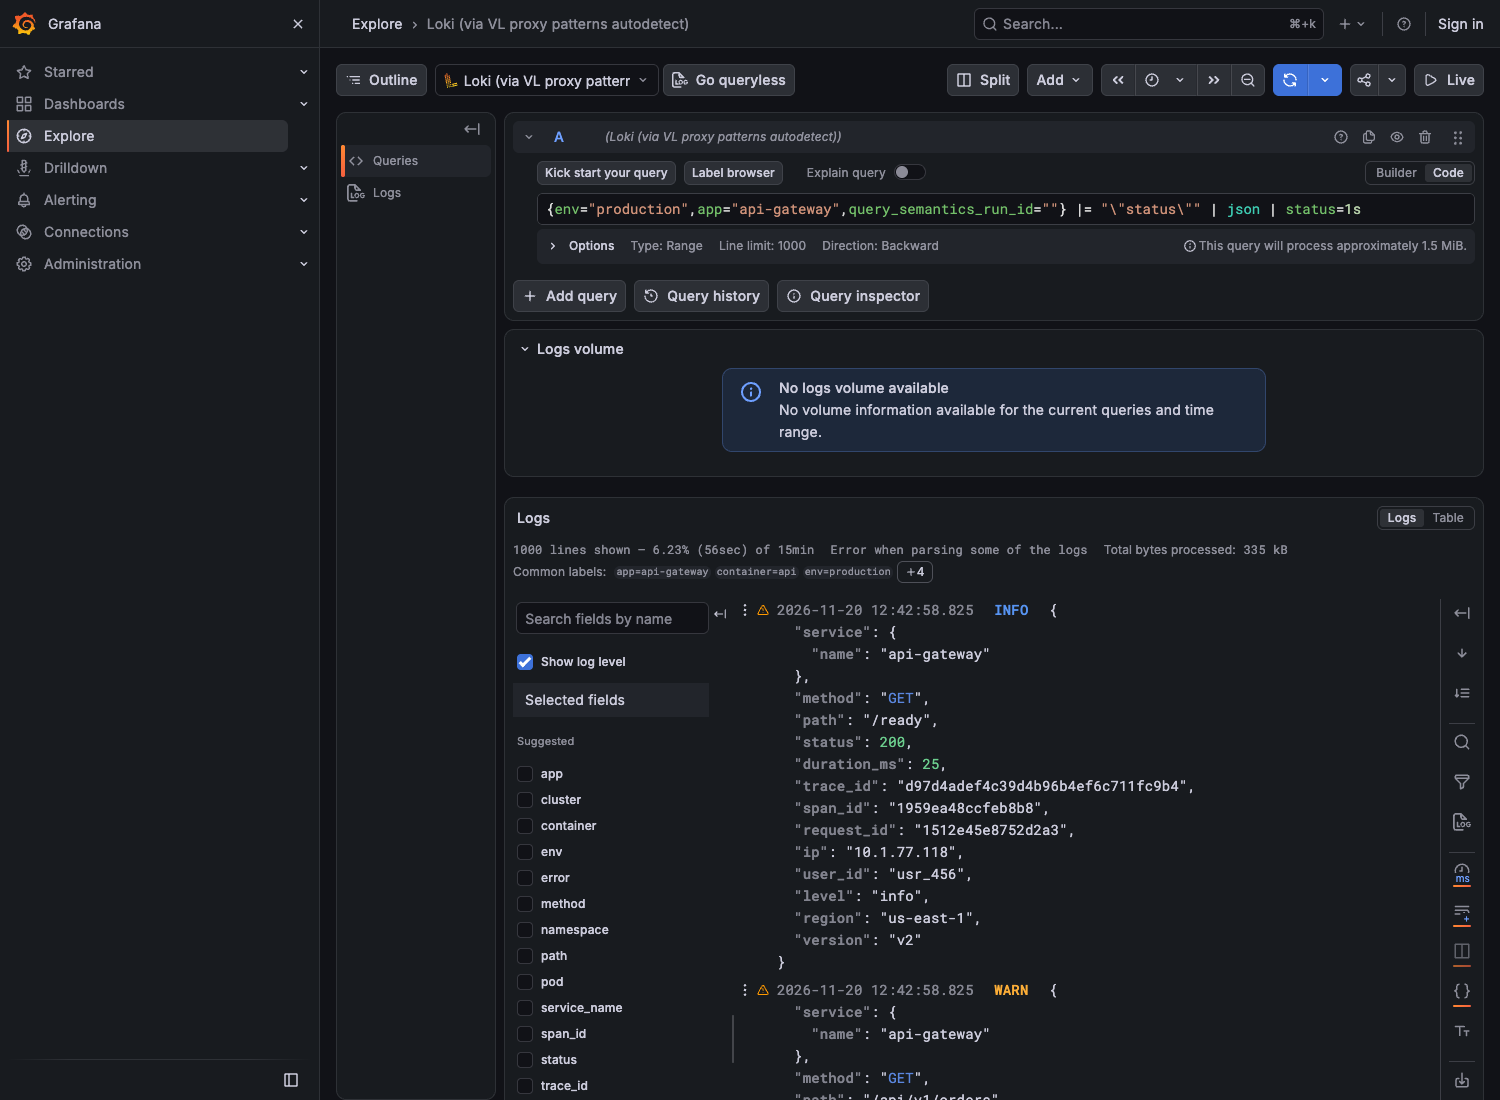 Grafana
Starred
Dashboards
Explore
Drilldown
Alerting
Connections
Administration
Explore › Loki (via VL proxy patterns autodetect)
Search... ⌘+k
Sign in
Outline
Loki (via VL proxy patterr
Go queryless
Split
Add
Live
Queries
Logs
A (Loki (via VL proxy patterns autodetect))
Kick start your query
Label browser
Explain query
Builder
Code
{env="production",app="api-gateway",query_semantics_run_id=""} |= "\"status\"" | json | status=1s
Options Type: Range Line limit: 1000 Direction: Backward
This query will process approximately 1.5 MiB.
+ Add query
Query history
Query inspector
Logs volume
No logs volume available
No volume information available for the current queries and time
range.
Logs
Logs
Table
1000 lines shown — 6.23% (56sec) of 15min Error when parsing some of the logs Total bytes processed: 335 kB
Common labels: app=api-gateway container=api env=production +4
Search fields by name
Show log level
Selected fields
Suggested
app
cluster
container
env
error
method
namespace
path
pod
service_name
span_id
status
trace_id
2026-11-20 12:42:58.825 INFO {
"service": {
"name": "api-gateway"
},
"method": "GET",
"path": "/ready",
"status": 200,
"duration_ms": 25,
"trace_id": "d97d4adef4c39d4b96b4ef6c711fc9b4",
"span_id": "1959ea48ccfeb8b8",
"request_id": "1512e45e8752d2a3",
"ip": "10.1.77.118",
"user_id": "usr_456",
"level": "info",
"region": "us-east-1",
"version": "v2"
}
2026-11-20 12:42:58.825 WARN {
"service": {
"name": "api-gateway"
},
"method": "GET",
"path": "/api/v1/orders"
LOG
ms